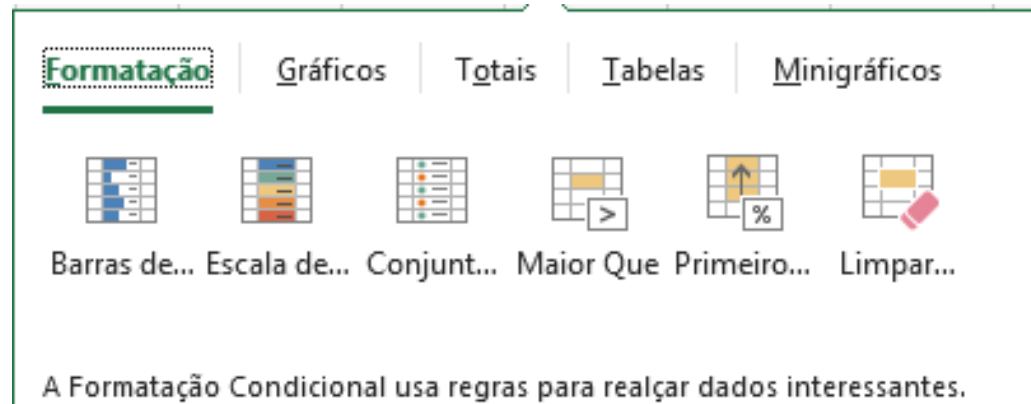 Formatação Gráficos Totais Tabelas Minigráficos
Barras de... Escala de... Conjunt... Maior Que Primeiro... Limpar...
A Formatação Condicional usa regras para realçar dados interessantes.